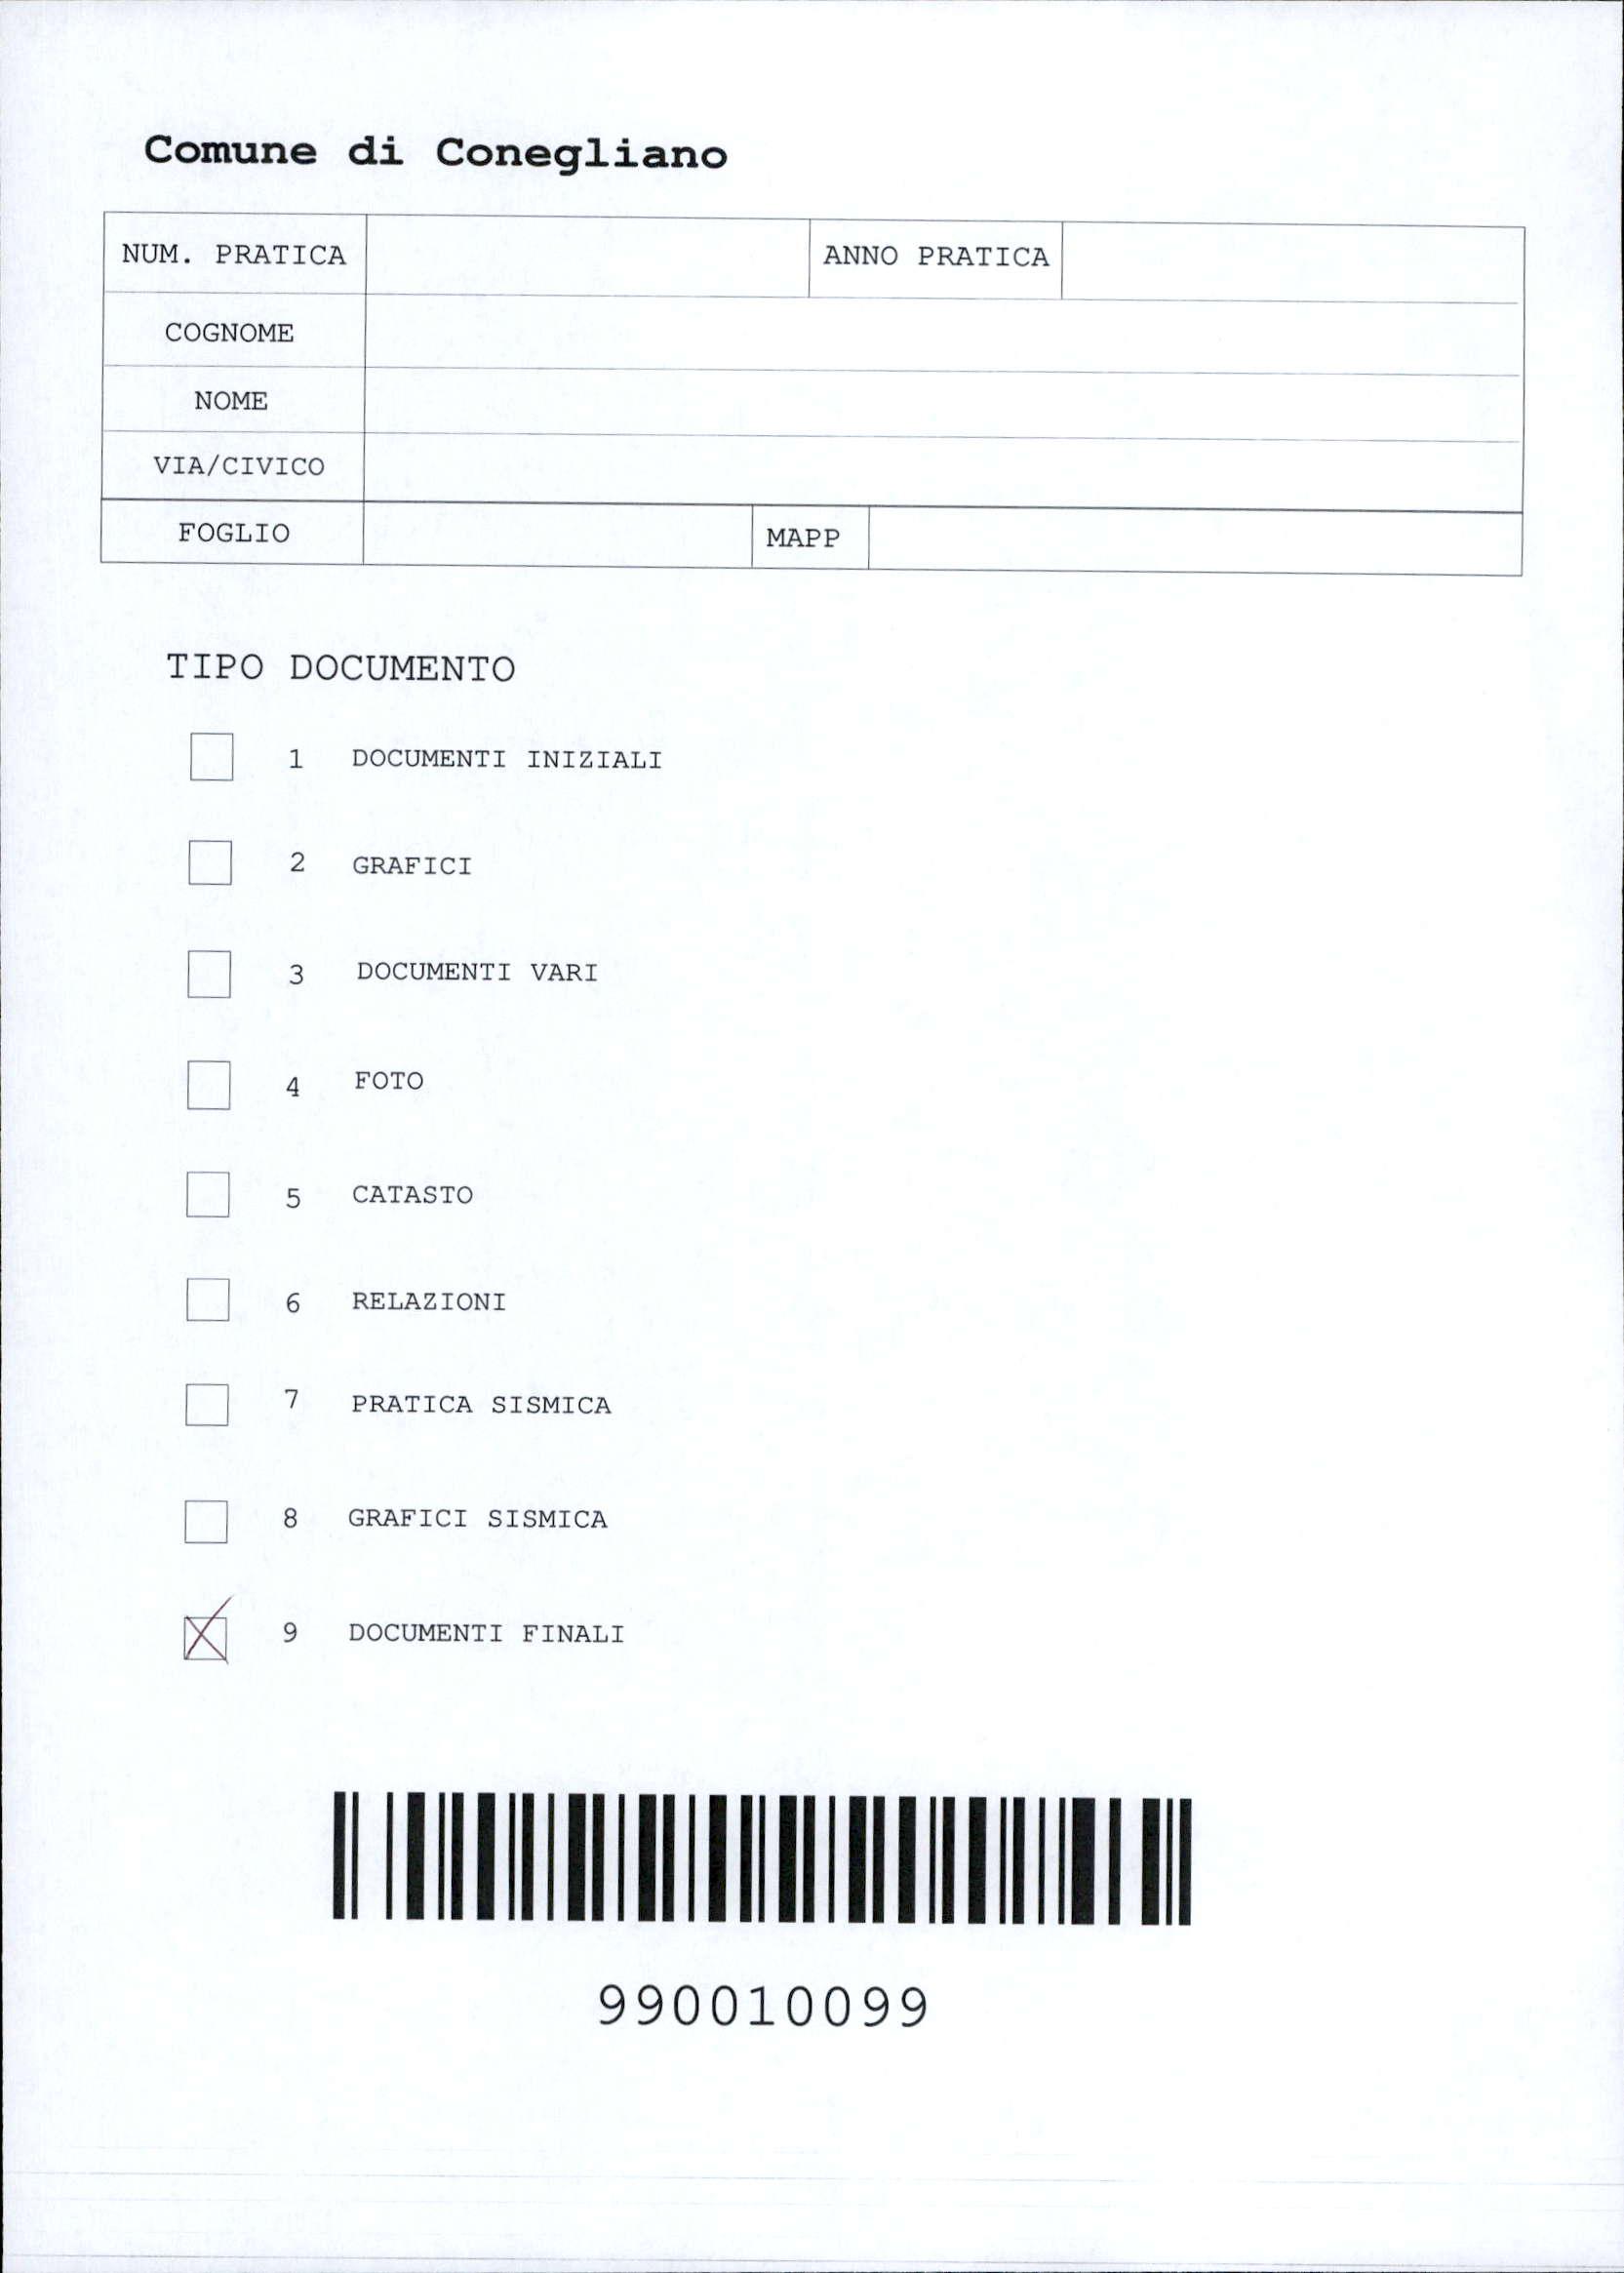 Comune di Conegliano
NUM. PRATICA ANNO PRATICA
COGNOME
NOME
VIA/CIVICO
FOGLIO MAPP
TIPO DOCUMENTO
1 DOCUMENTI INIZIALI
2 GRAFICI
3 DOCUMENTI VARI
4 FOTO
5 CATASTO
6 RELAZIONI
7 PRATICA SISMICA
8 GRAFICI SISMICA
9 DOCUMENTI FINALI
990010099